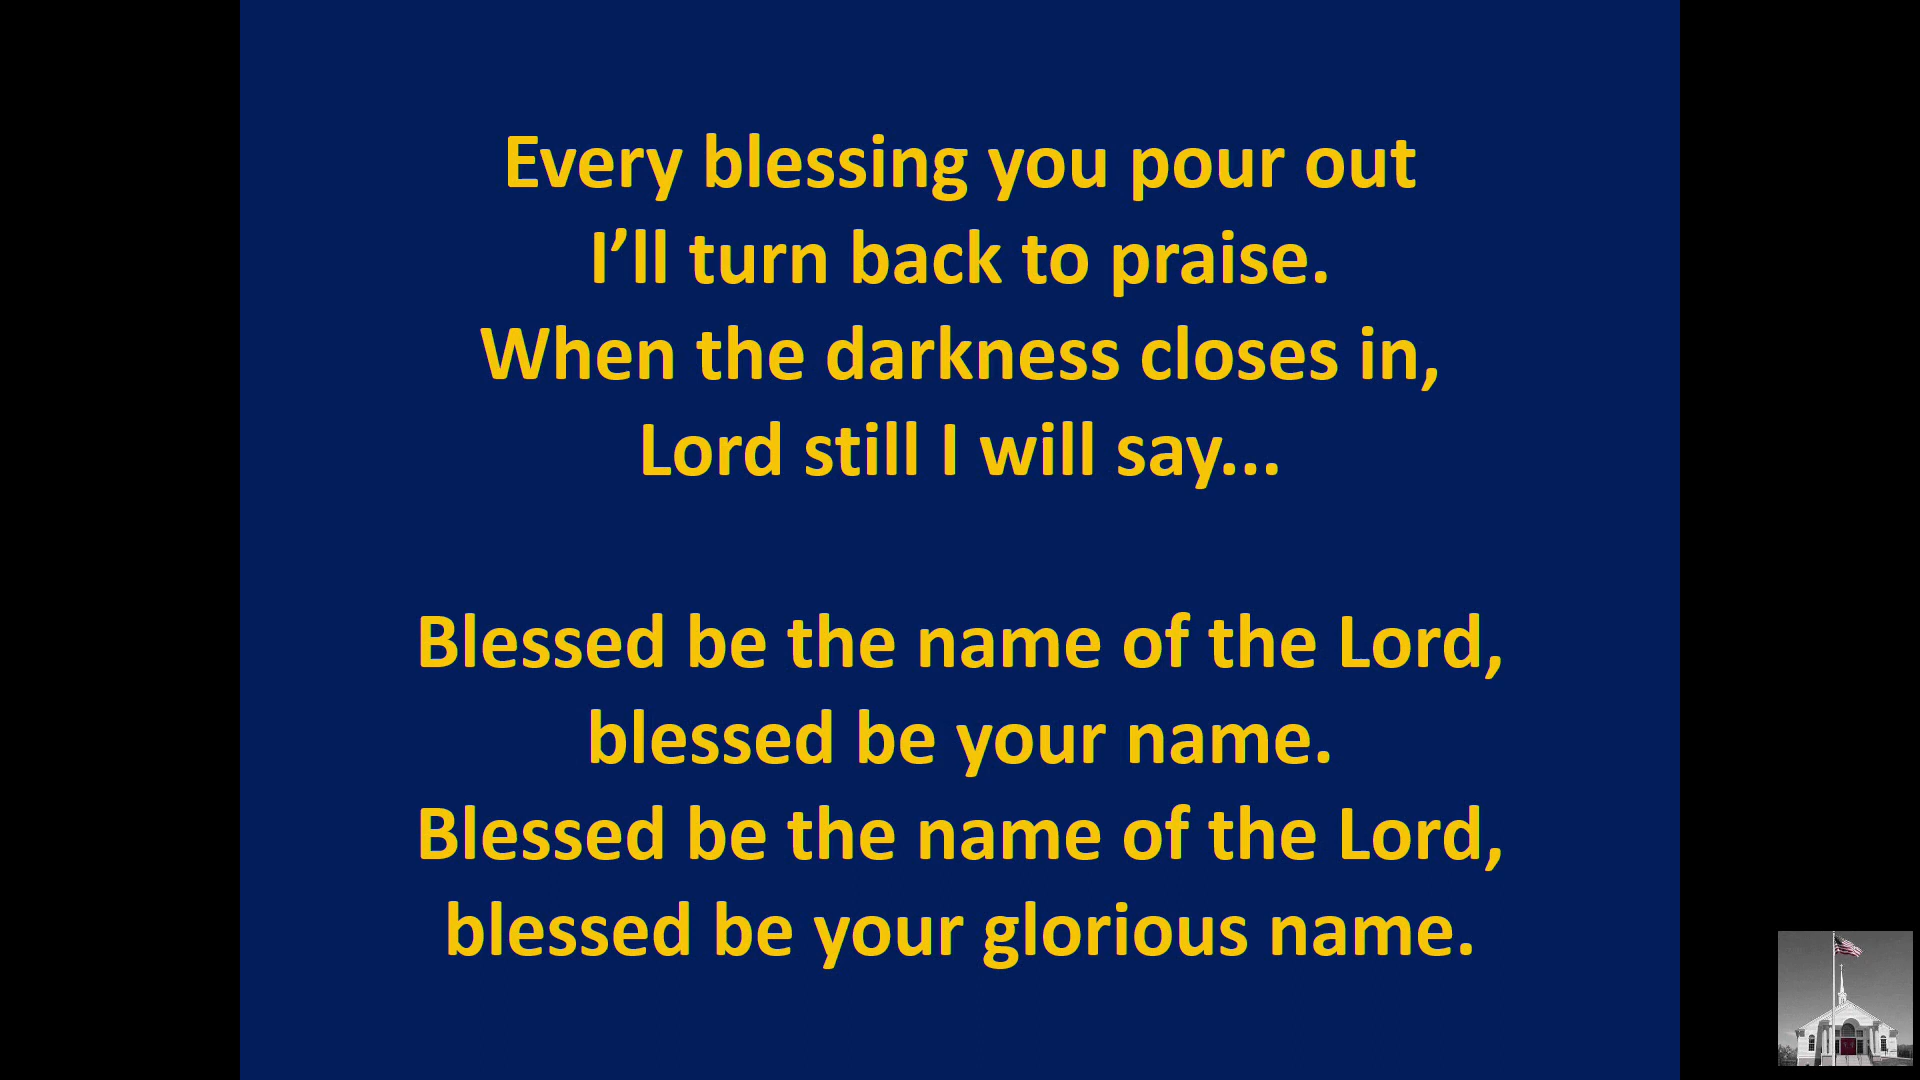 Every blessing you pour out
I’ll turn back to praise.
When the darkness closes in,
Lord still I will say...
Blessed be the name of the Lord,
blessed be your name.
Blessed be the name of the Lord,
blessed be your glorious name.